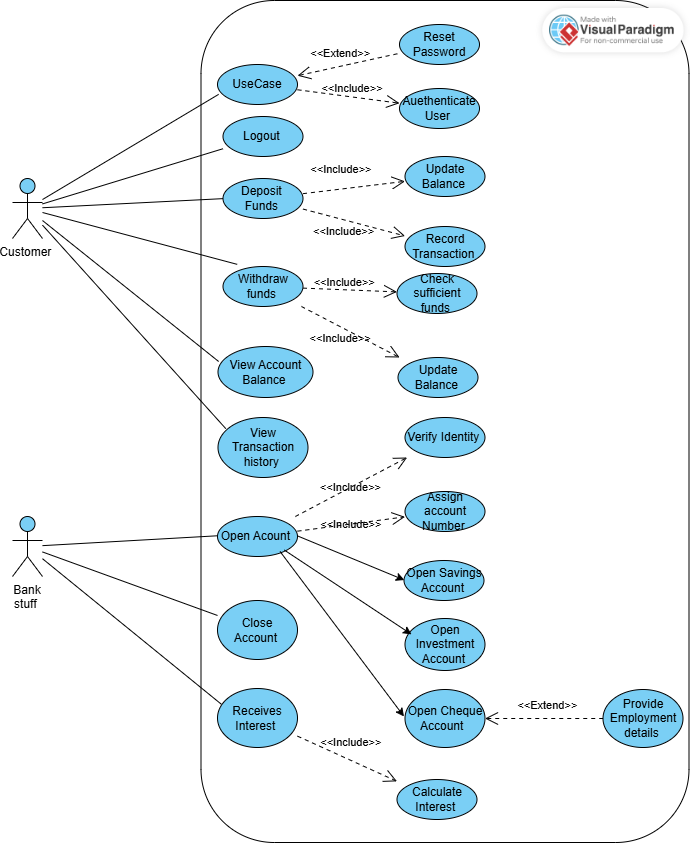 Made with
VisualParadigm
For non-commercial use
Reset
Password
<<Extend>>
UseCase
<<Include>>
Auethenticate
User
Logout
<<Include>>
Update
Balance
Deposit
Funds
<<Include>>
Record
Transaction
Customer
Withdraw
funds
<<Include>>
Check
sufficient
funds
<<Include>>
View Account
Balance
Update
Balance
View
Transaction
history
Verify Identity
<<Include>>
Assign
account
Number
<<Include>>
Open Acount
Open Savings
Account
Bank
stuff
Close
Account
Open
Investment
Account
Receives
Interest
Open Cheque
Account
<<Extend>>
Provide
Employment
details
<<Include>>
Calculate
Interest